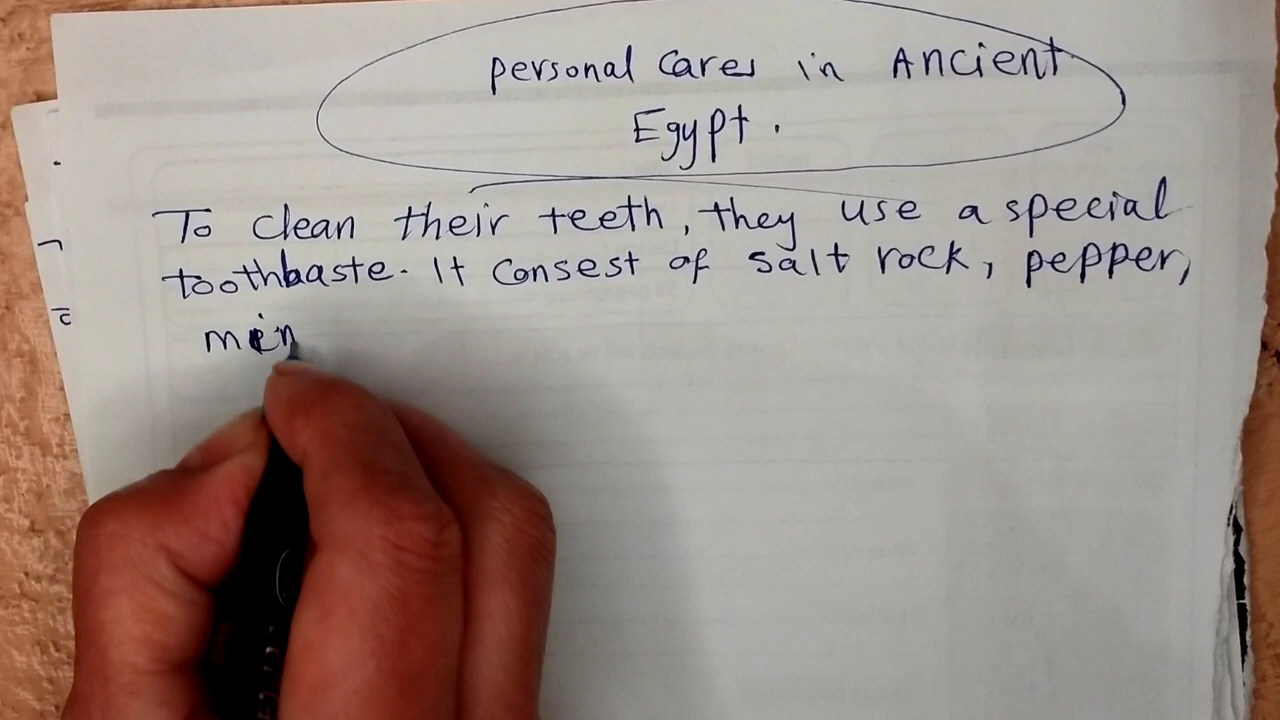 personal cares in Ancient
Egypt.
To clean their teeth, they use a special
toothbaste. It consest of salt rock, pepper,
min